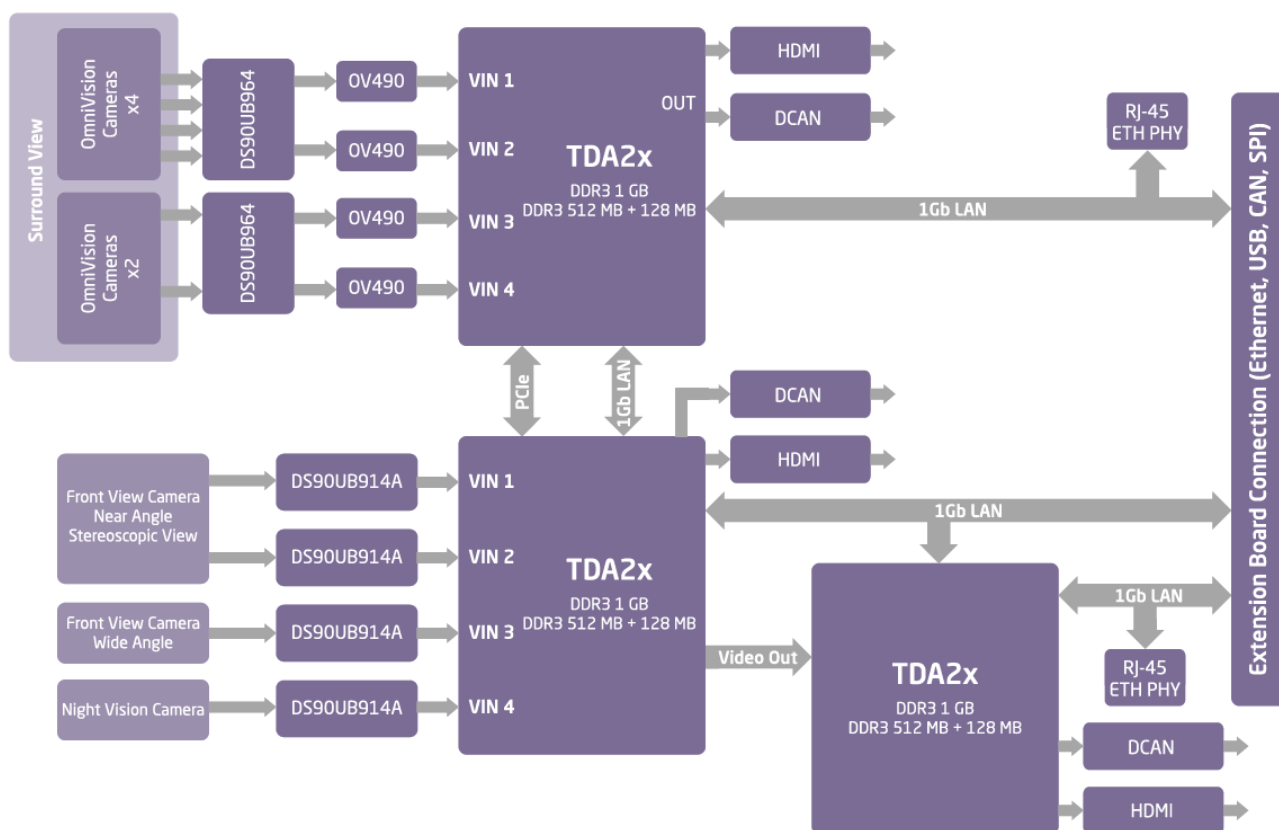 Surround View
OmniVision
Cameras
x4
DS90UB964
OV490
OV490
OmniVision
Cameras
x2
DS90UB964
OV490
OV490
VIN 1
VIN 2
VIN 3
VIN 4
OUT
TDA2x
DDR3 1 GB
DDR3 512 MB + 128 MB
HDMI
DCAN
RJ-45
ETH PHY
1Gb LAN
Extension Board Connection (Ethernet, USB, CAN, SPI)
PCIe
1Gb LAN
DCAN
HDMI
Front View Camera
Near Angle
Stereoscopic View
DS90UB914A
DS90UB914A
Front View Camera
Wide Angle
DS90UB914A
Night Vision Camera
DS90UB914A
VIN 1
VIN 2
VIN 3
VIN 4
TDA2x
DDR3 1 GB
DDR3 512 MB + 128 MB
1Gb LAN
Video Out
TDA2x
DDR3 1 GB
DDR3 512 MB + 128 MB
1Gb LAN
RJ-45
ETH PHY
DCAN
HDMI